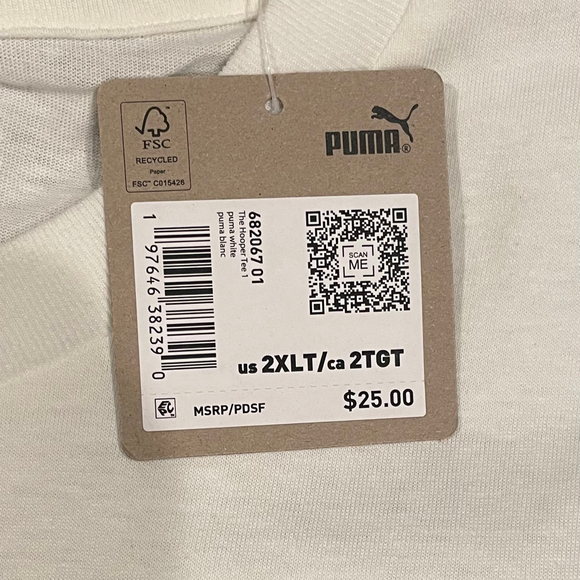 FSC
RECYCLED
Paper
FSC™ C015426
PUMA®
682067 01
The Hooper Tee 1
puma white
puma blanc
1 97646 38239 0
SCAN
ME
us 2XLT/ca 2TGT
MSRP/PDSF
$25.00